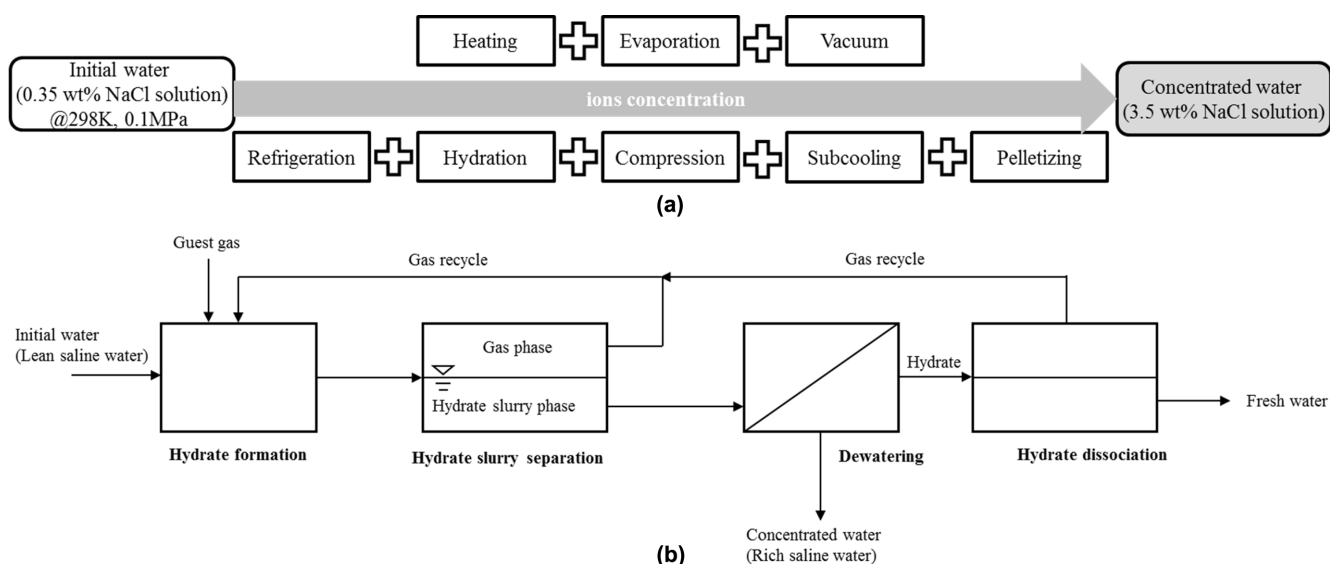 Heating
Evaporation
Vacuum
Initial water
(0.35 wt% NaCl solution)
@298K, 0.1MPa
ions concentration
Concentrated water
(3.5 wt% NaCl solution)
Refrigeration
Hydration
Compression
Subcooling
Pelletizing
(a)
Guest gas
Gas recycle
Gas recycle
Initial water
(Lean saline water)
Gas phase
Hydrate slurry phase
Hydrate
Fresh water
Hydrate formation
Hydrate slurry separation
Dewatering
Hydrate dissociation
Concentrated water
(Rich saline water)
(b)